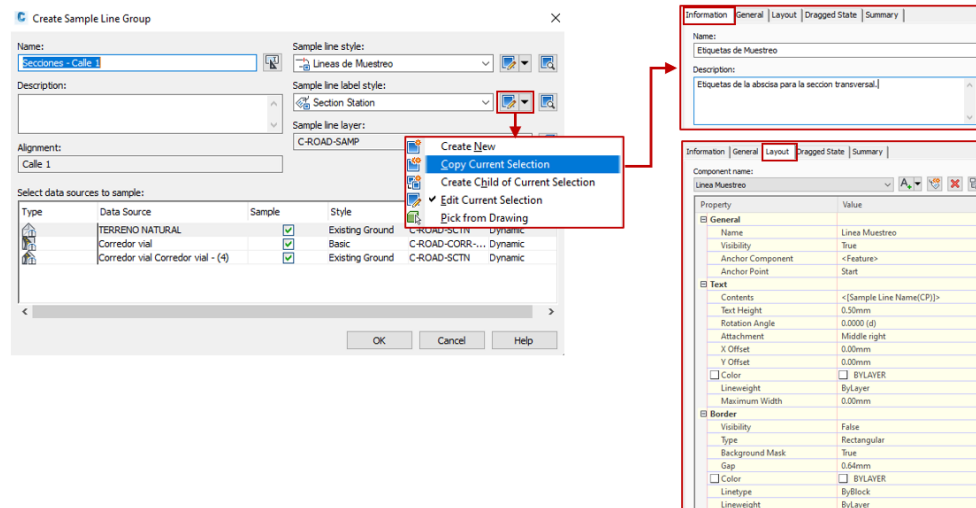 Create Sample Line Group
Name:
Secciones - Calle 1
Description:
Alignment:
Calle 1
Sample line style:
Lineas de Muestreo
Sample line label style:
Section Station
Sample line layer:
C-ROAD-SAMP
Create New
Copy Current Selection
Create Child of Current Selection
Edit Current Selection
Pick from Drawing
Select data sources to sample:
Type Data Source Sample Style
TERRENO NATURAL Existing Ground C-ROAD-SCTN Dynamic
Corredor vial Basic C-ROAD-CORR-... Dynamic
Corredor vial Corredor vial - (4) Existing Ground C-ROAD-SCTN Dynamic
OK Cancel Help
Information General Layout Dragged State Summary
Name:
Etiquetas de Muestreo
Description:
Etiquetas de la abscisa para la seccion transversal.
Information General Layout Dragged State Summary
Component name:
Linea Muestreo
Property Value
General
Name Linea Muestreo
Visibility True
Anchor Component <Feature>
Anchor Point Start
Text
Contents <[Sample Line Name(CP)]>
Text Height 0.50mm
Rotation Angle 0.0000 (d)
Attachment Middle right
X Offset 0.00mm
Y Offset 0.00mm
Color BYLAYER
Lineweight ByLayer
Maximum Width 0.00mm
Border
Visibility False
Type Rectangular
Background Mask True
Gap 0.64mm
Color BYLAYER
Linetype ByBlock
Lineweight ByLayer